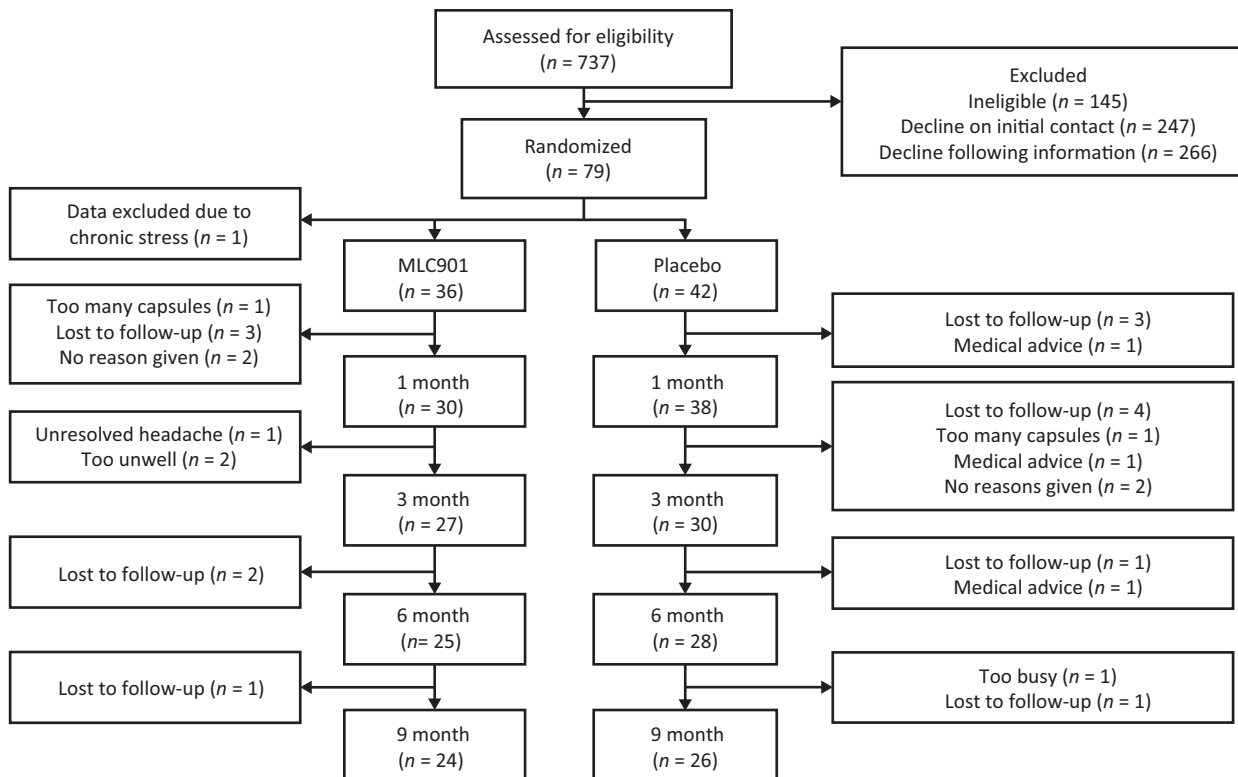 Assessed for eligibility
(n = 737)
Excluded
Ineligible (n = 145)
Decline on initial contact (n = 247)
Decline following information (n = 266)
Randomized
(n = 79)
Data excluded due to
chronic stress (n = 1)
MLC901
(n = 36)
Placebo
(n = 42)
Too many capsules (n = 1)
Lost to follow-up (n = 3)
No reason given (n = 2)
Lost to follow-up (n = 3)
Medical advice (n = 1)
1 month
(n = 30)
1 month
(n = 38)
Unresolved headache (n = 1)
Too unwell (n = 2)
Lost to follow-up (n = 4)
Too many capsules (n = 1)
Medical advice (n = 1)
No reasons given (n = 2)
3 month
(n = 27)
3 month
(n = 30)
Lost to follow-up (n = 2)
Lost to follow-up (n = 1)
Medical advice (n = 1)
6 month
(n= 25)
6 month
(n = 28)
Lost to follow-up (n = 1)
Too busy (n = 1)
Lost to follow-up (n = 1)
9 month
(n = 24)
9 month
(n = 26)